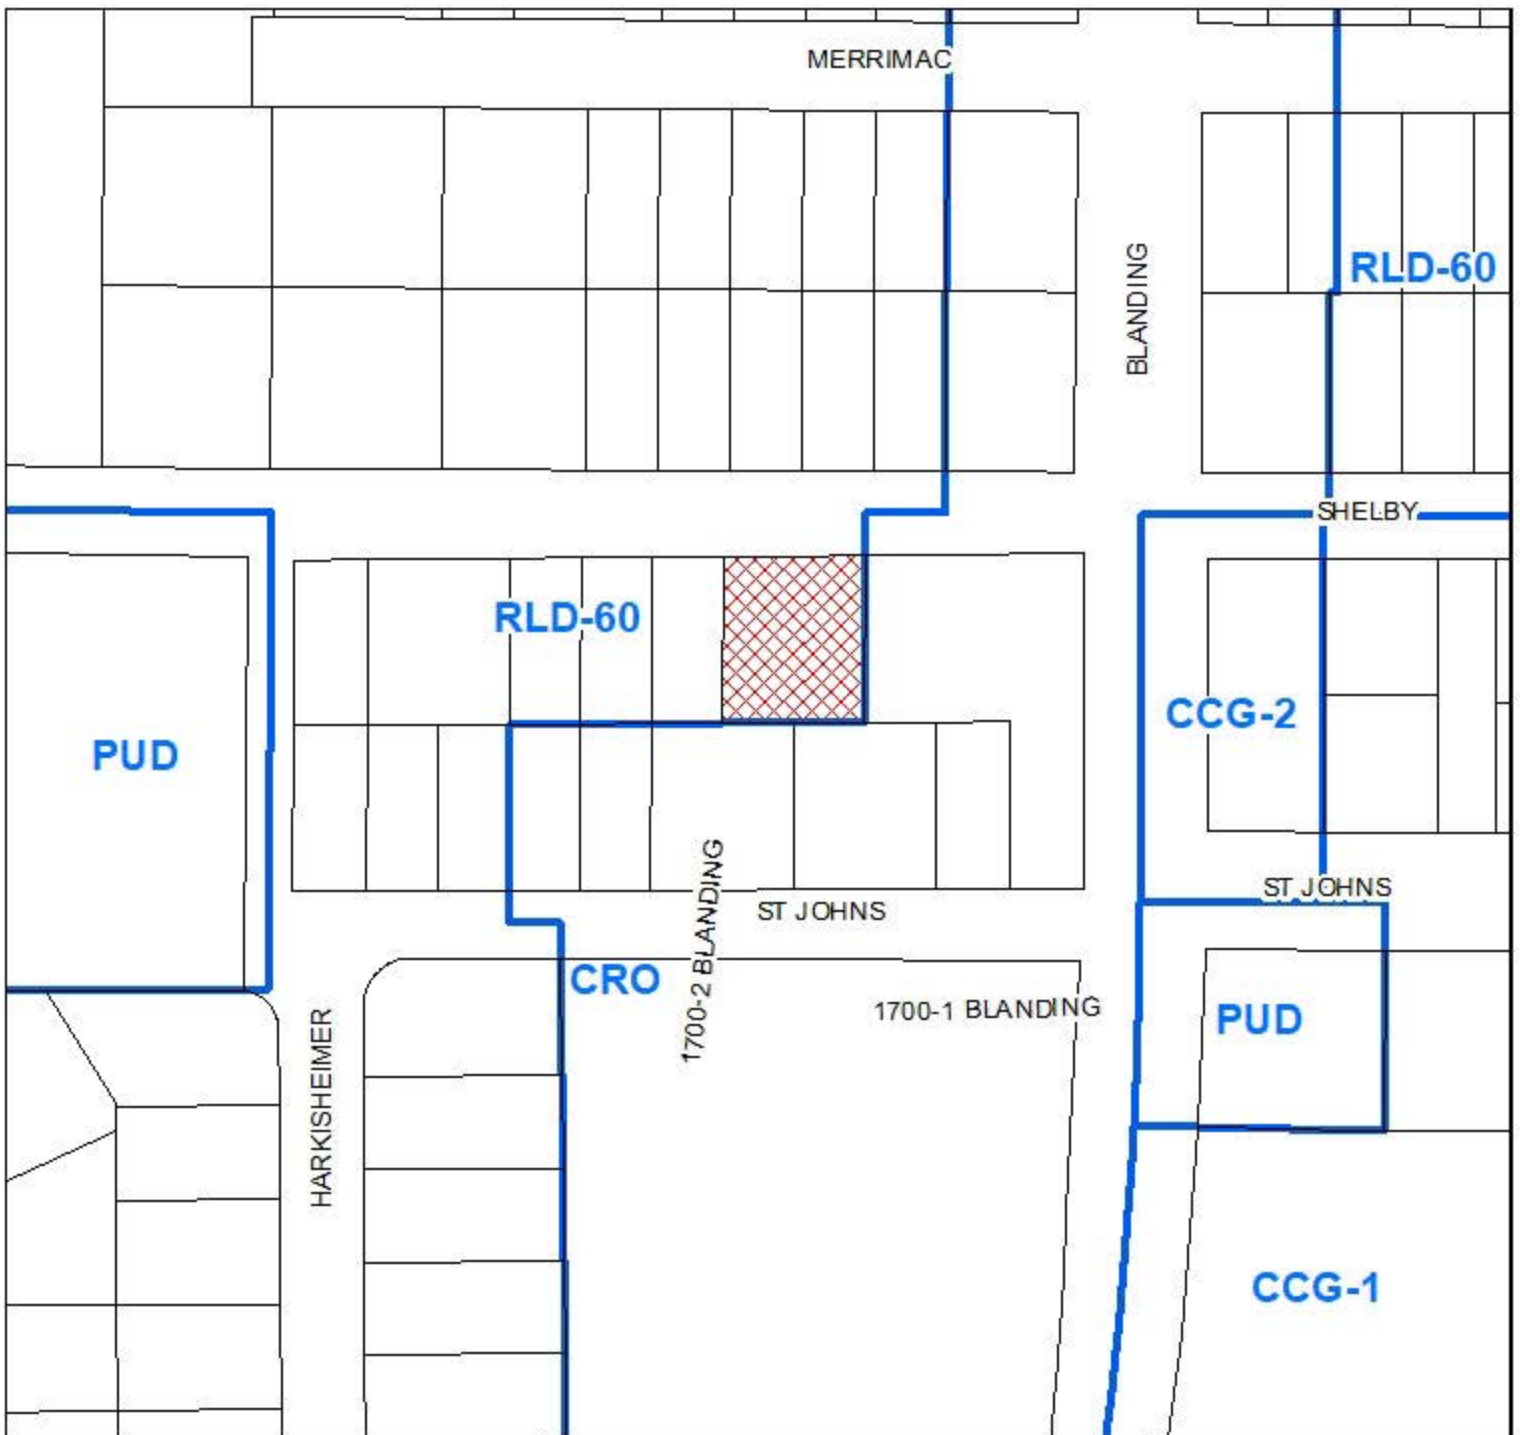 MERRIMAC
BLANDING
RLD-60
SHELBY
RLD-60
CCG-2
PUD
ST JOHNS
ST JOHNS
1700-2 BLANDING
CRO
1700-1 BLANDING
PUD
HARKISHEIMER
CCG-1